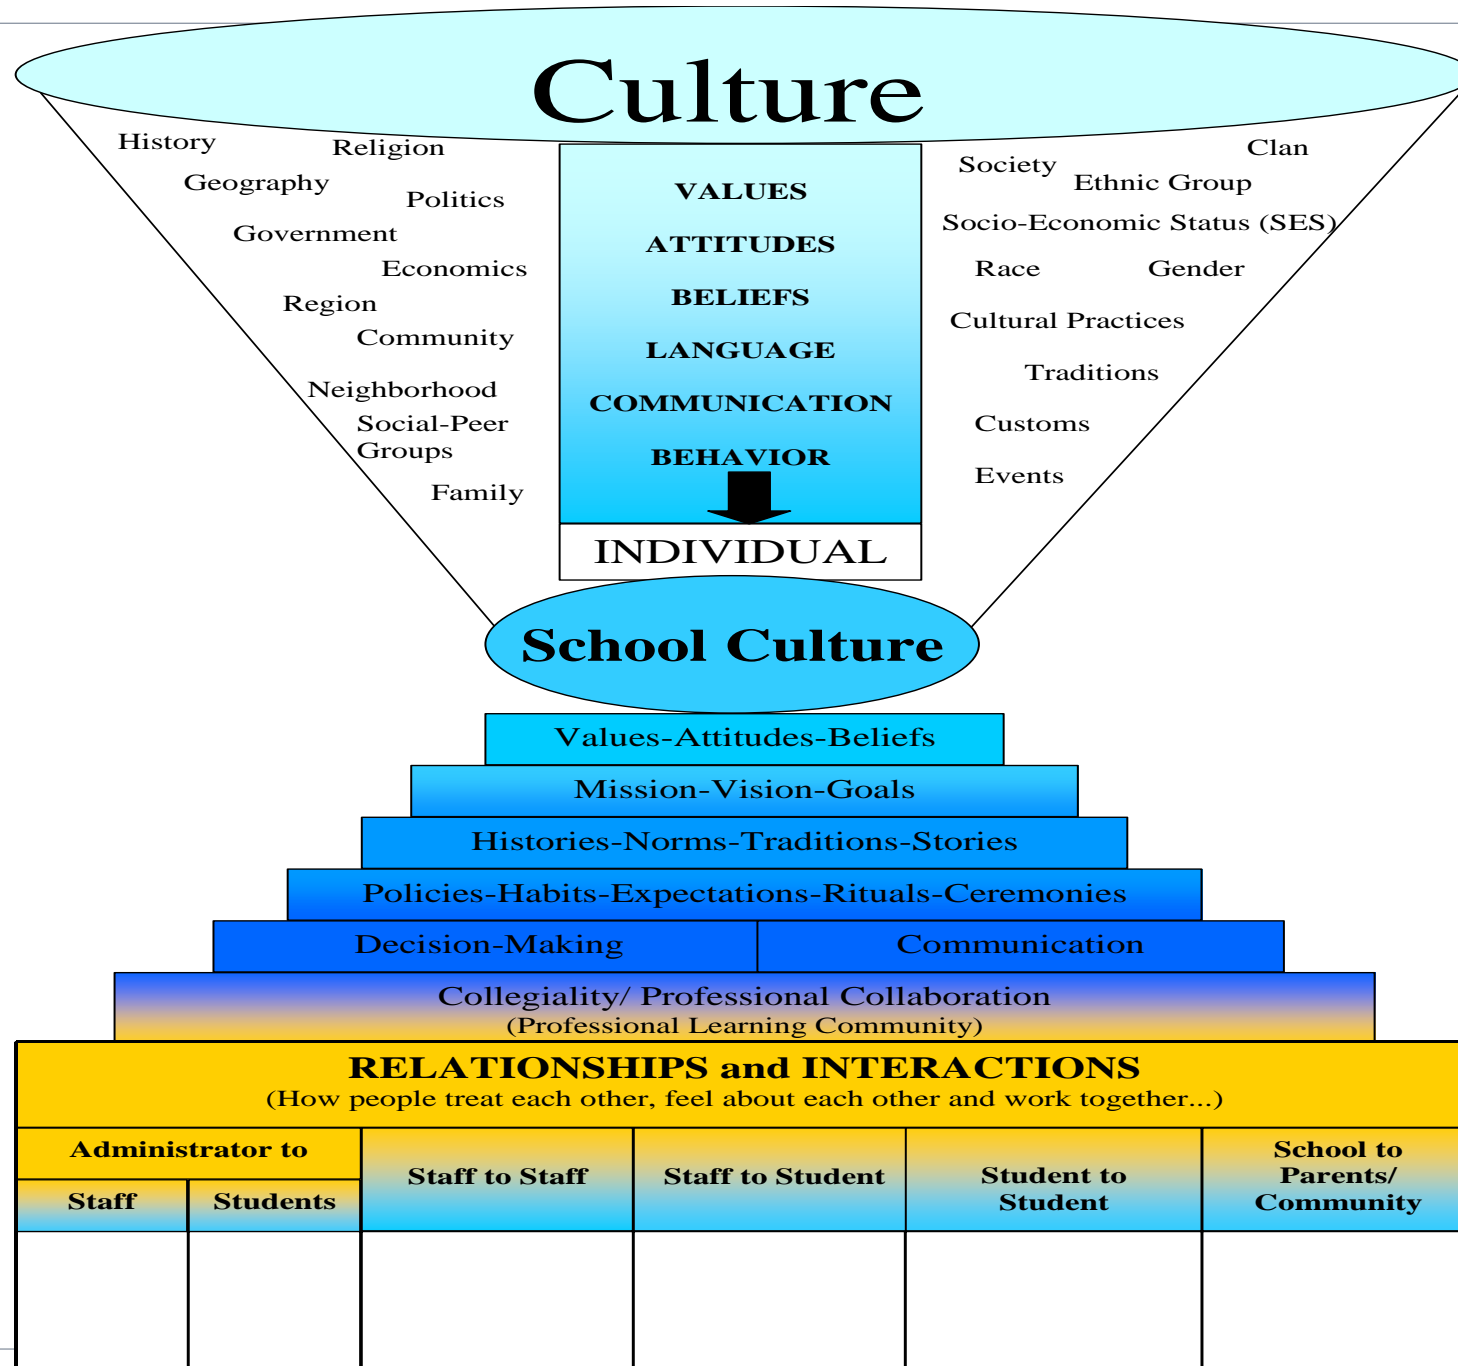 Culture
History
Religion
Geography
Politics
Government
Economics
Region
Community
Neighborhood
Social-Peer
Groups
Family
VALUES
ATTITUDES
BELIEFS
LANGUAGE
COMMUNICATION
BEHAVIOR
INDIVIDUAL
Clan
Society
Ethnic Group
Socio-Economic Status (SES)
Race
Gender
Cultural Practices
Traditions
Customs
Events
School Culture
Values-Attitudes-Beliefs
Mission-Vision-Goals
Histories-Norms-Traditions-Stories
Policies-Habits-Expectations-Rituals-Ceremonies
Decision-Making
Communication
Collegiality/ Professional Collaboration
(Professional Learning Community)
RELATIONSHIPS and INTERACTIONS
(How people treat each other, feel about each other and work together...)
Administrator to
Staff
Students
Staff to Staff
Staff to Student
Student to
Student
School to
Parents/
Community